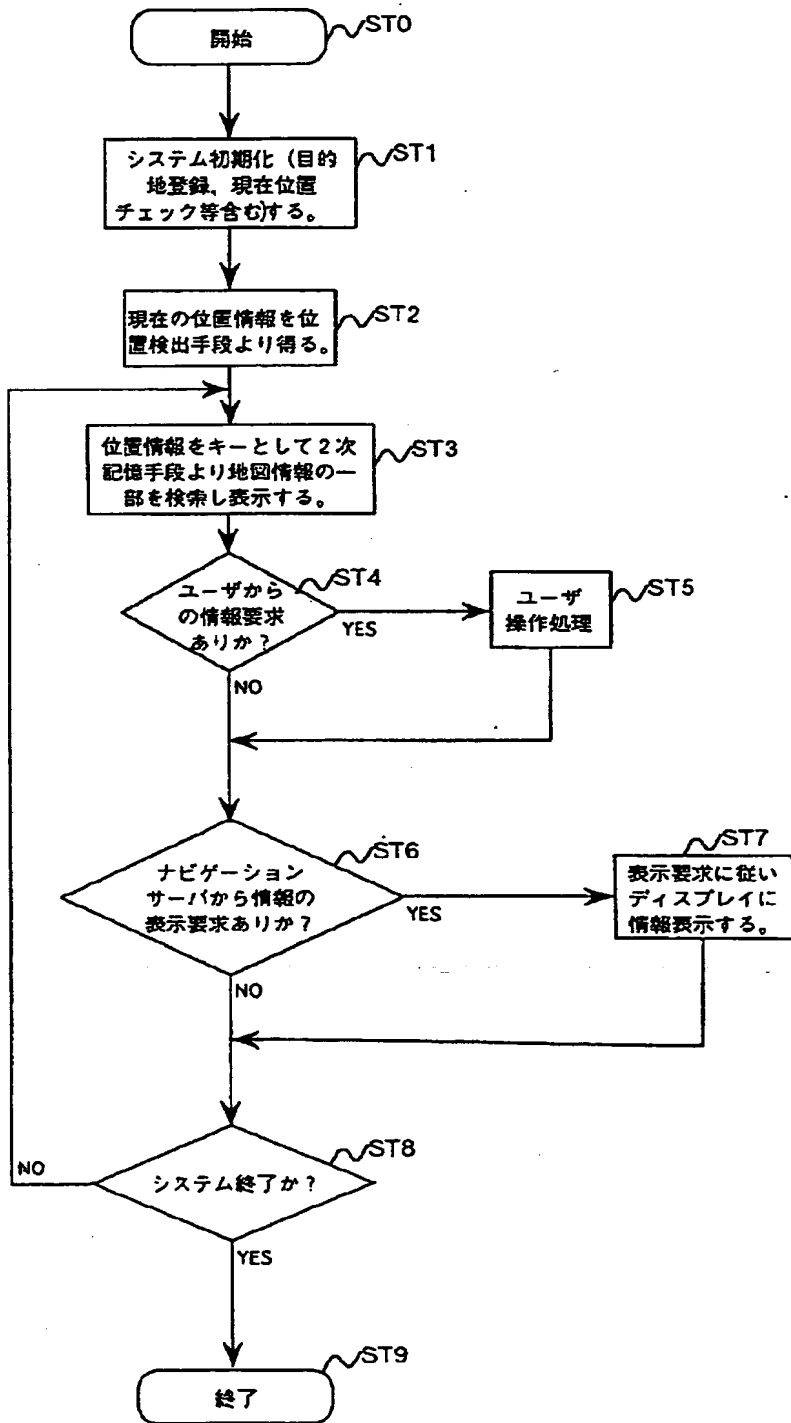 開始
ST0
システム初期化(目的
地登録、現在位置
チェック等含む)する。
ST1
現在の位置情報を位
置検出手段より得る。
ST2
位置情報をキーとして2次
記憶手段より地図情報の一
部を検索し表示する。
ST3
ユーザから
の情報要求
ありか?
ST4
YES
NO
ユーザ
操作処理
ST5
ナビゲーション
サーバから情報の
表示要求ありか?
ST6
YES
NO
表示要求に従い
ディスプレイに
情報表示する。
ST7
システム終了か?
ST8
NO
YES
終了
ST9